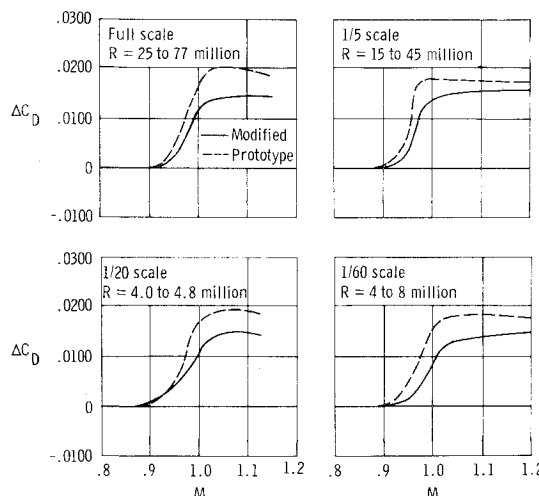 .0300
Full scale
R = 25 to 77 million
1/5 scale
R = 15 to 45 million
.0200
ΔC_D
.0100
Modified
Prototype
0
-.0100
1/20 scale
R = 4.0 to 4.8 million
1/60 scale
R = 4 to 8 million
.0300
.0200
ΔC_D
.0100
0
-.0100
.8 .9 1.0 1.1 1.2 .8 .9 1.0 1.1 1.2
M M